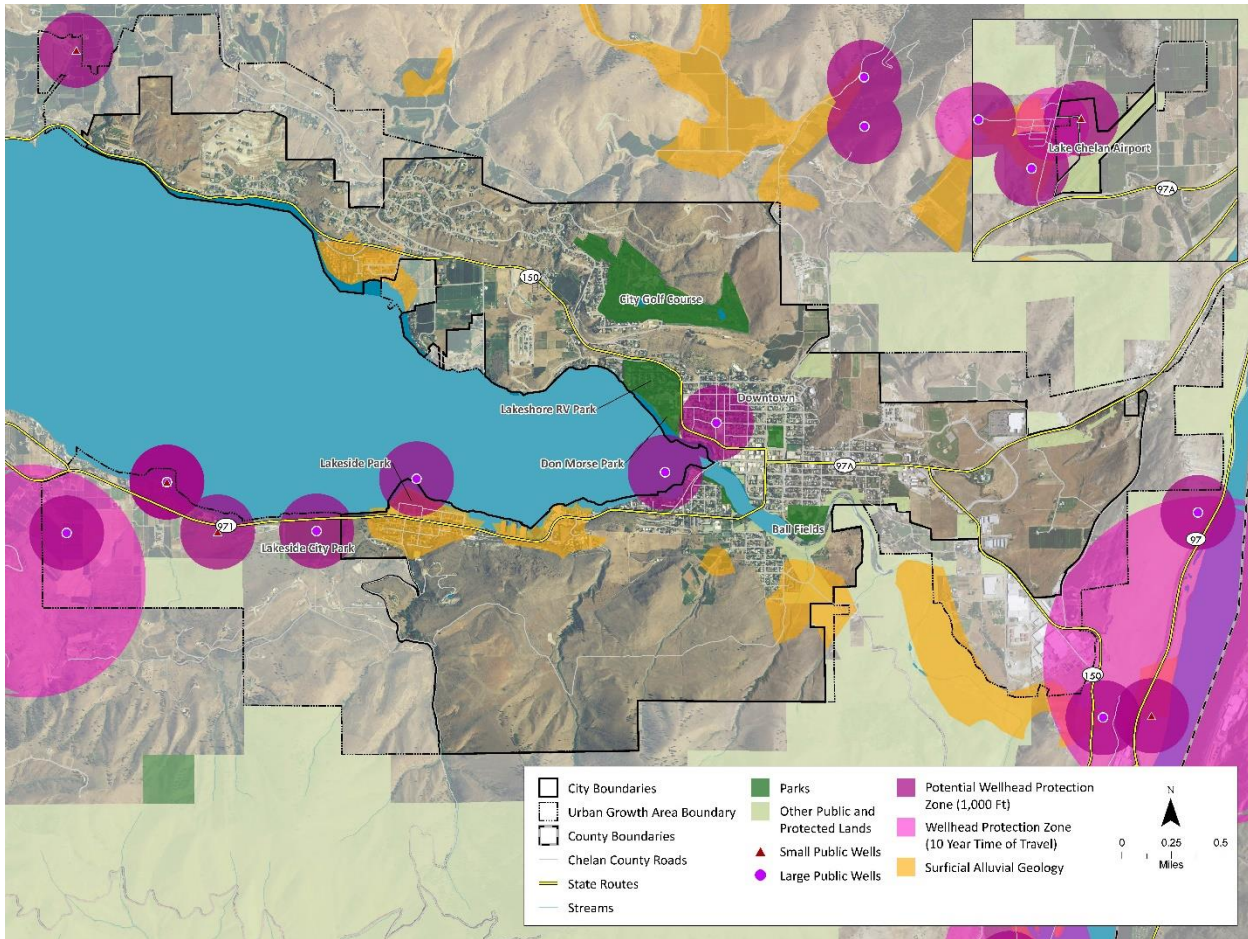 Lake Chelan Airport
97A
150
City Golf Course
Lakeshore RV Park
Downtown
Lakeside Park
Don Morse Park
97A
971
Lakeside City Park
Ball Fields
97
150
City Boundaries
Urban Growth Area Boundary
County Boundaries
Chelan County Roads
State Routes
Streams
Parks
Other Public and
Protected Lands
Small Public Wells
Large Public Wells
Potential Wellhead Protection
Zone (1,000 Ft)
Wellhead Protection Zone
(10 Year Time of Travel)
Surficial Alluvial Geology
N
0 0.25 0.5
Miles